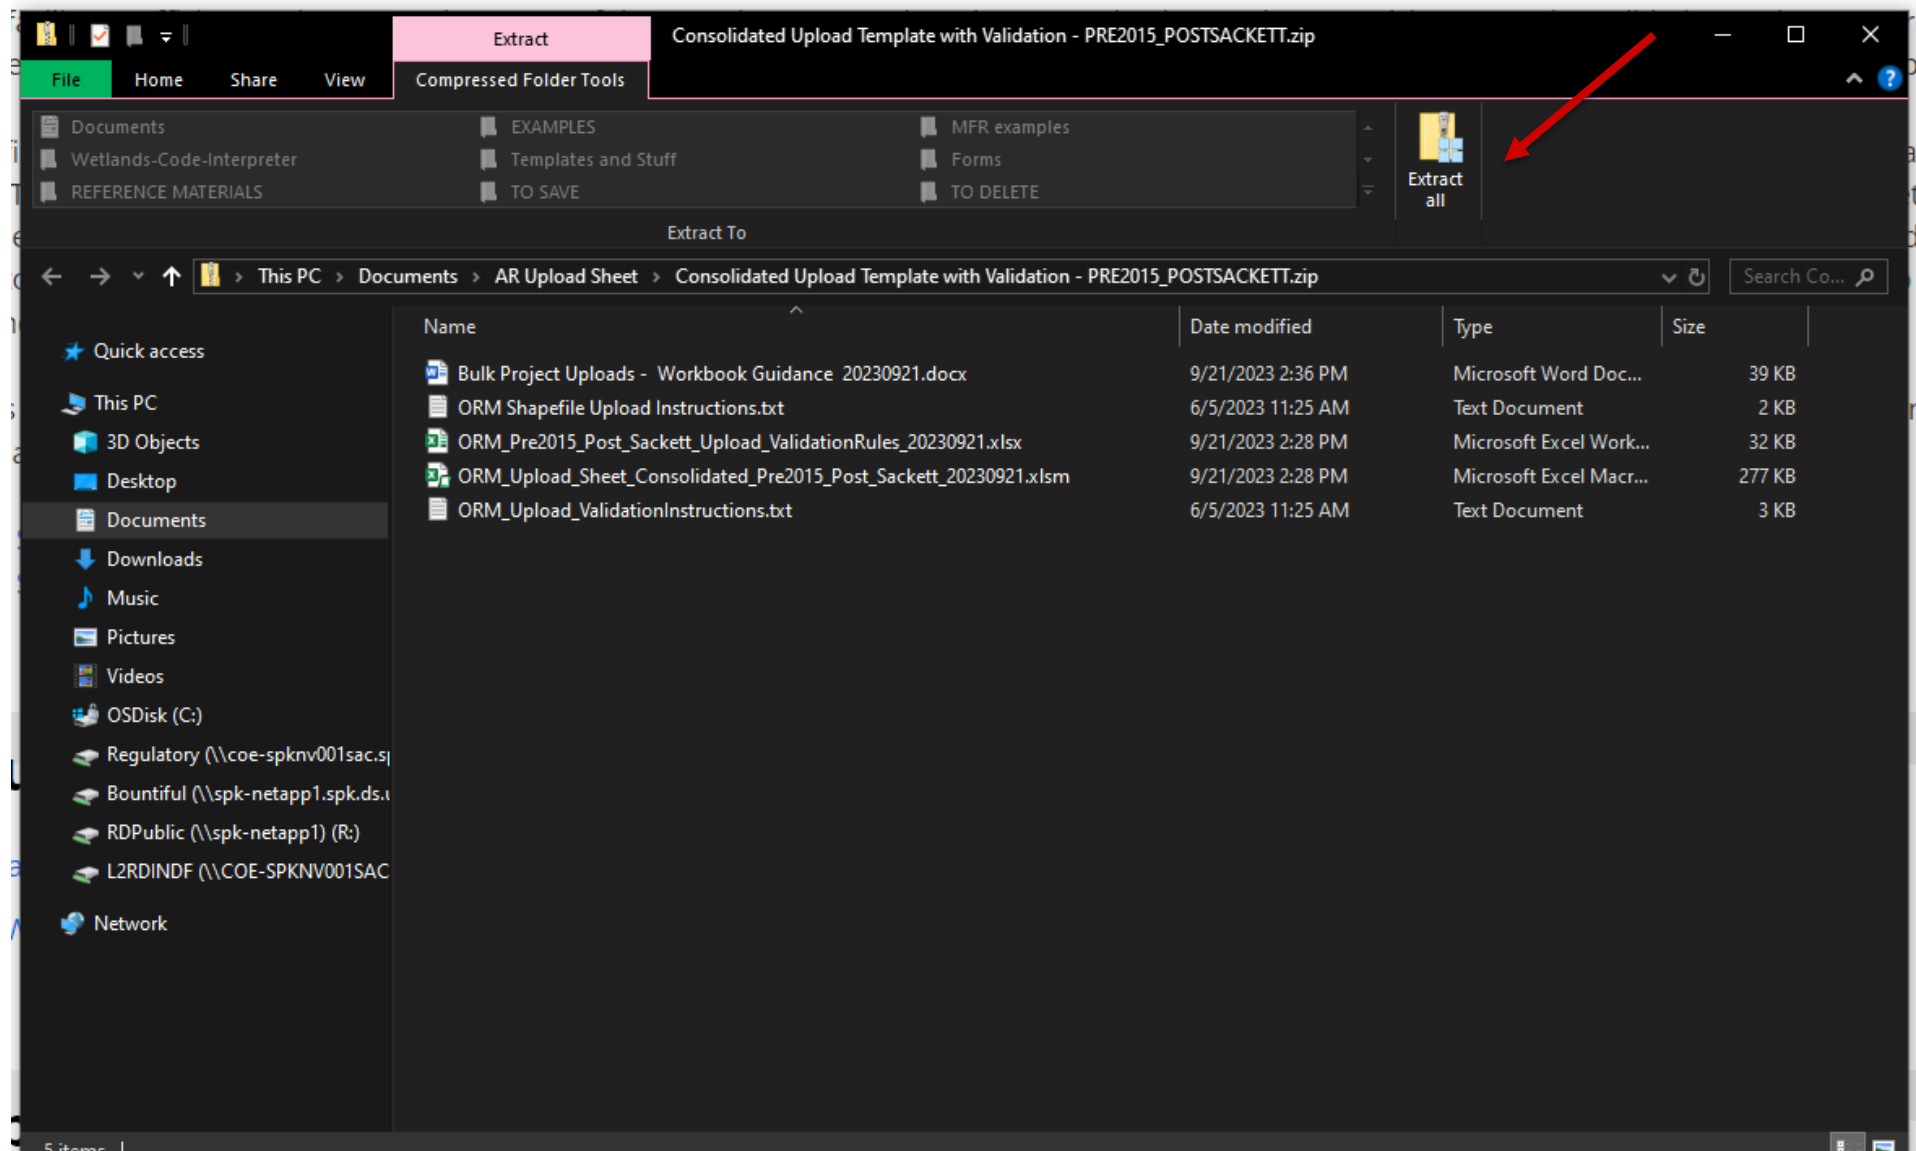 Extract
Consolidated Upload Template with Validation - PRE2015_POSTSACKETT.zip
File
Home
Share
View
Compressed Folder Tools
Documents
EXAMPLES
MFR examples
Wetlands-Code-Interpreter
Templates and Stuff
Forms
REFERENCE MATERIALS
TO SAVE
TO DELETE
Extract
all
Extract To
This PC > Documents > AR Upload Sheet > Consolidated Upload Template with Validation - PRE2015_POSTSACKETT.zip
Search Co...
Name
Date modified
Type
Size
Bulk Project Uploads - Workbook Guidance 20230921.docx 9/21/2023 2:36 PM Microsoft Word Doc... 39 KB
ORM Shapefile Upload Instructions.txt 6/5/2023 11:25 AM Text Document 2 KB
ORM_Pre2015_Post_Sackett_Upload_ValidationRules_20230921.xlsx 9/21/2023 2:28 PM Microsoft Excel Work... 32 KB
ORM_Upload_Sheet_Consolidated_Pre2015_Post_Sackett_20230921.xlsm 9/21/2023 2:28 PM Microsoft Excel Macr... 277 KB
ORM_Upload_ValidationInstructions.txt 6/5/2023 11:25 AM Text Document 3 KB
Quick access
This PC
3D Objects
Desktop
Documents
Downloads
Music
Pictures
Videos
OSDisk (C:)
Regulatory (\\coe-spknv001sac.s
Bountiful (\\spk-netapp1.spk.ds.
RDPublic (\\spk-netapp1) (R:)
L2RDINDF (\\COE-SPKNV001SAC
Network
5 items